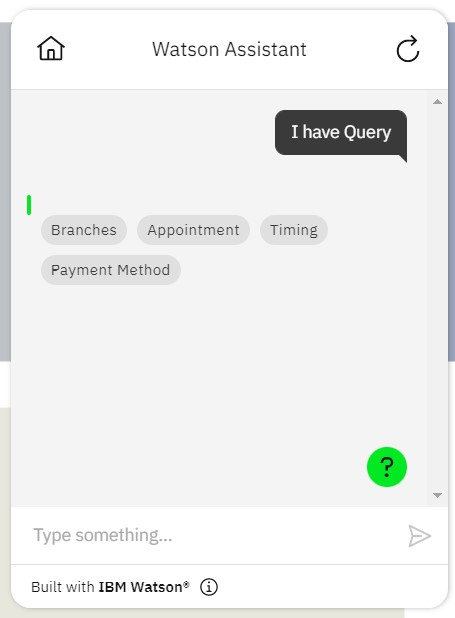 Watson Assistant
I have Query
Branches Appointment Timing
Payment Method
?
Type something...
Built with IBM Watson®